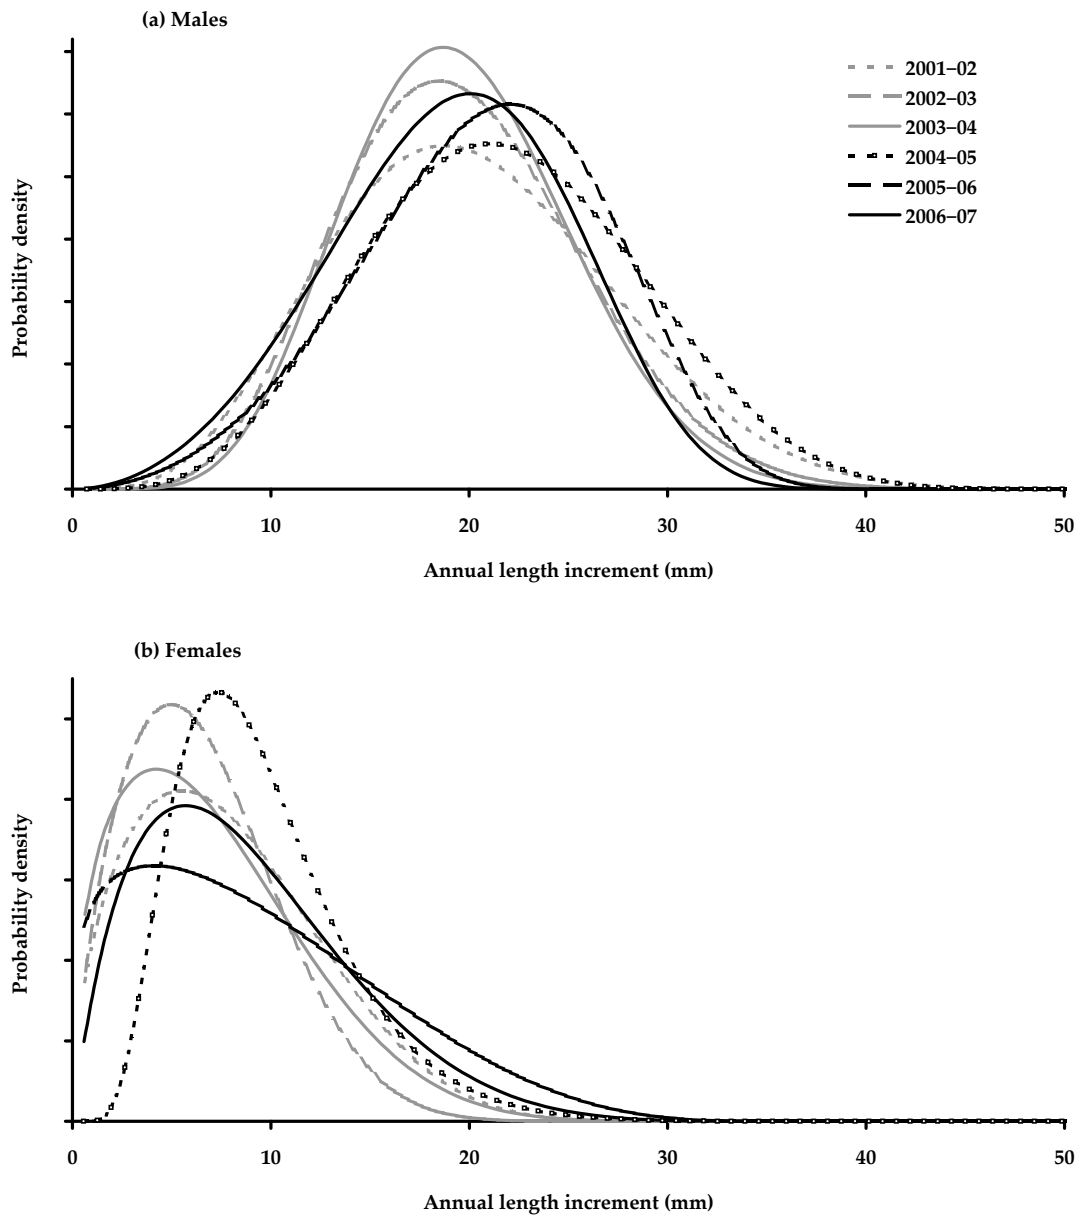 (a) Males
2001–02
2002–03
2003–04
2004–05
2005–06
2006–07
Probability density
0 10 20 30 40 50
Annual length increment (mm)
(b) Females
Probability density
0 10 20 30 40 50
Annual length increment (mm)